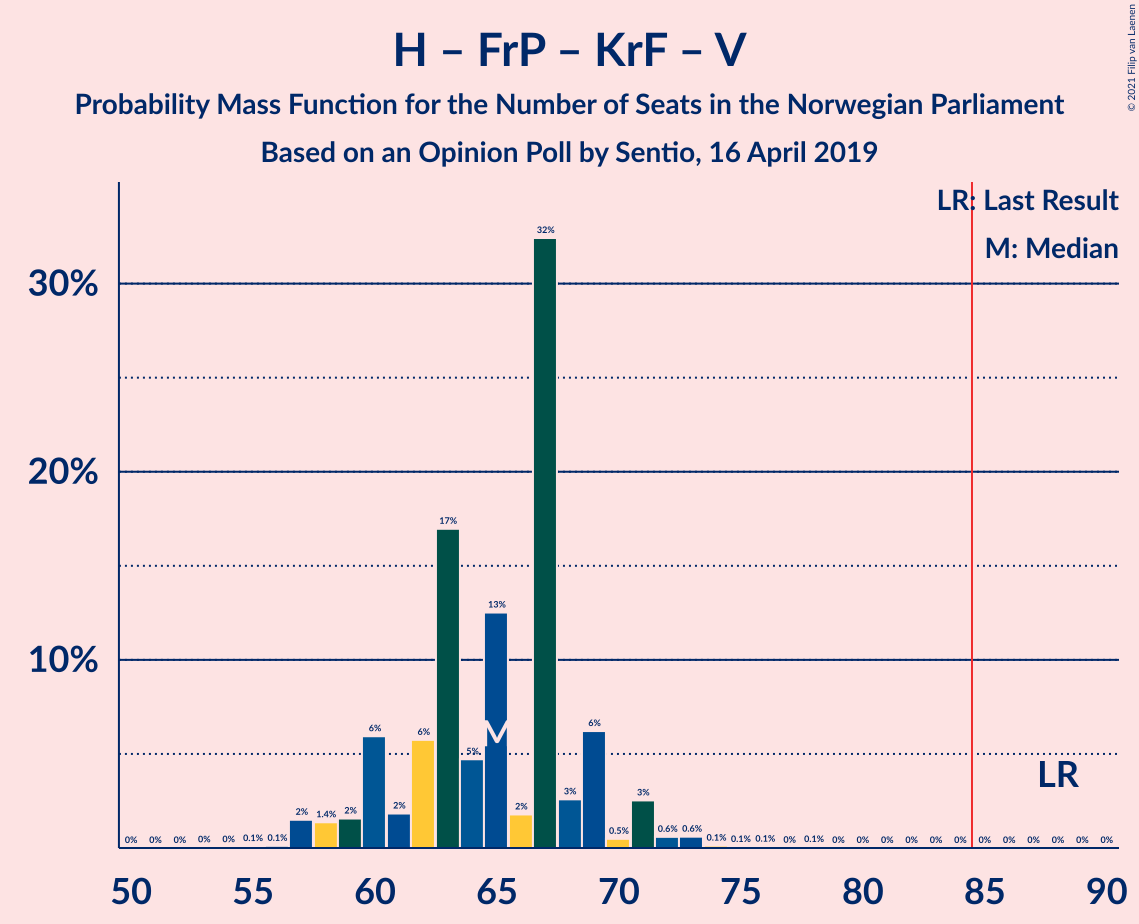 H – FrP – KrF – V
Probability Mass Function for the Number of Seats in the Norwegian Parliament
Based on an Opinion Poll by Sentio, 16 April 2019
© 2021 Filip van Laenen
LR: Last Result
M: Median
30%
20%
10%
0% 0% 0% 0% 0% 0.1% 0.1% 2% 1.4% 2% 6% 2% 6% 17% 5% 13% 2% 32% 3% 6% 0.5% 3% 0.6% 0.6% 0.1% 0.1% 0.1% 0% 0.1% 0% 0% 0% 0% 0% 0% 0% 0% 0% 0% 0% 0%
M
LR
50 55 60 65 70 75 80 85 90